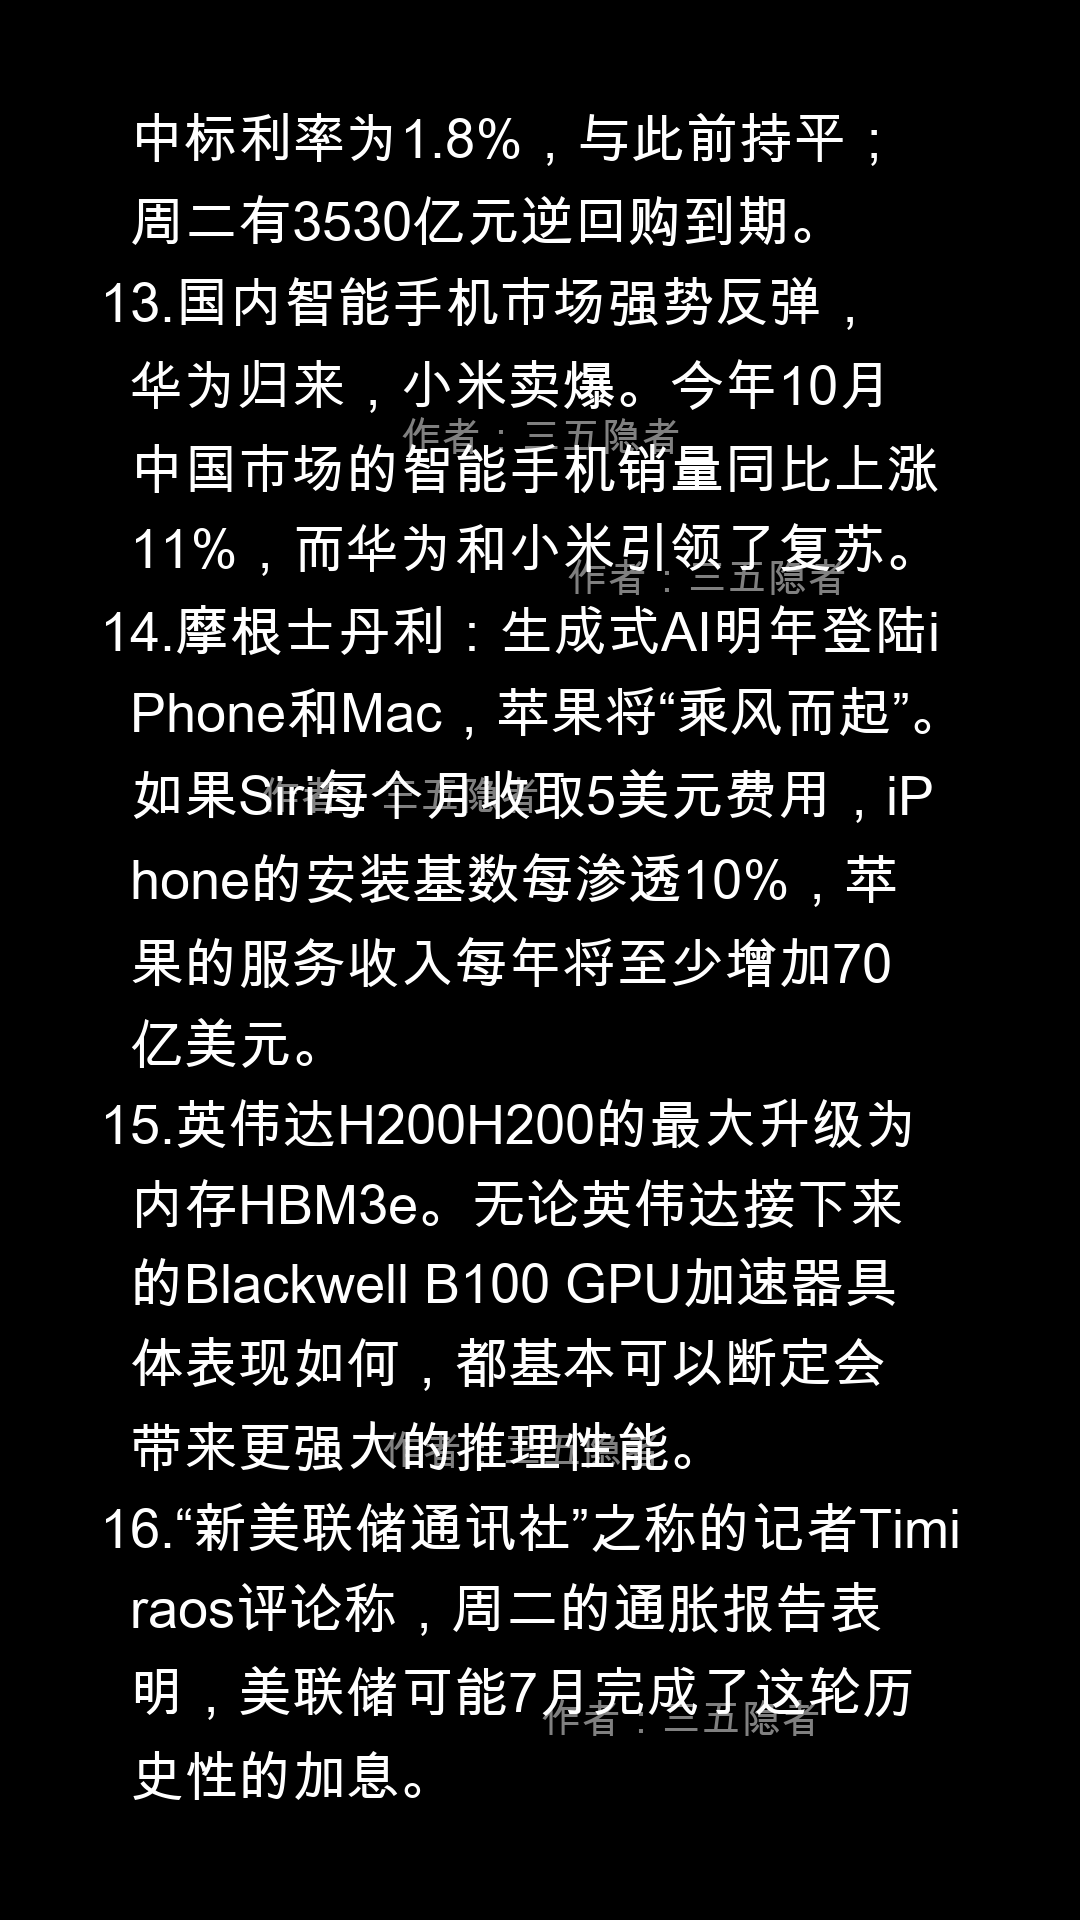 中标利率为1.8%，与此前持平；
周二有3530亿元逆回购到期。
13.国内智能手机市场强势反弹，
华为归来，小米卖爆。今年10月
作者：三五隐者
中国市场的智能手机销量同比上涨
11%，而华为和小米引领了复苏。
作者：三五隐者
14.摩根士丹利：生成式AI明年登陆i
Phone和Mac，苹果将“乘风而起”。
如果Siri每个月收取5美元费用，iP
作者：三五隐者
hone的安装基数每渗透10%，苹
果的服务收入每年将至少增加70
亿美元。
15.英伟达H200H200的最大升级为
内存HBM3e。无论英伟达接下来
的Blackwell B100 GPU加速器具
体表现如何，都基本可以断定会
带来更强大的推理性能。
作者：三五隐者
16.“新美联储通讯社”之称的记者Timi
raos评论称，周二的通胀报告表
明，美联储可能7月完成了这轮历
作者：三五隐者
史性的加息。